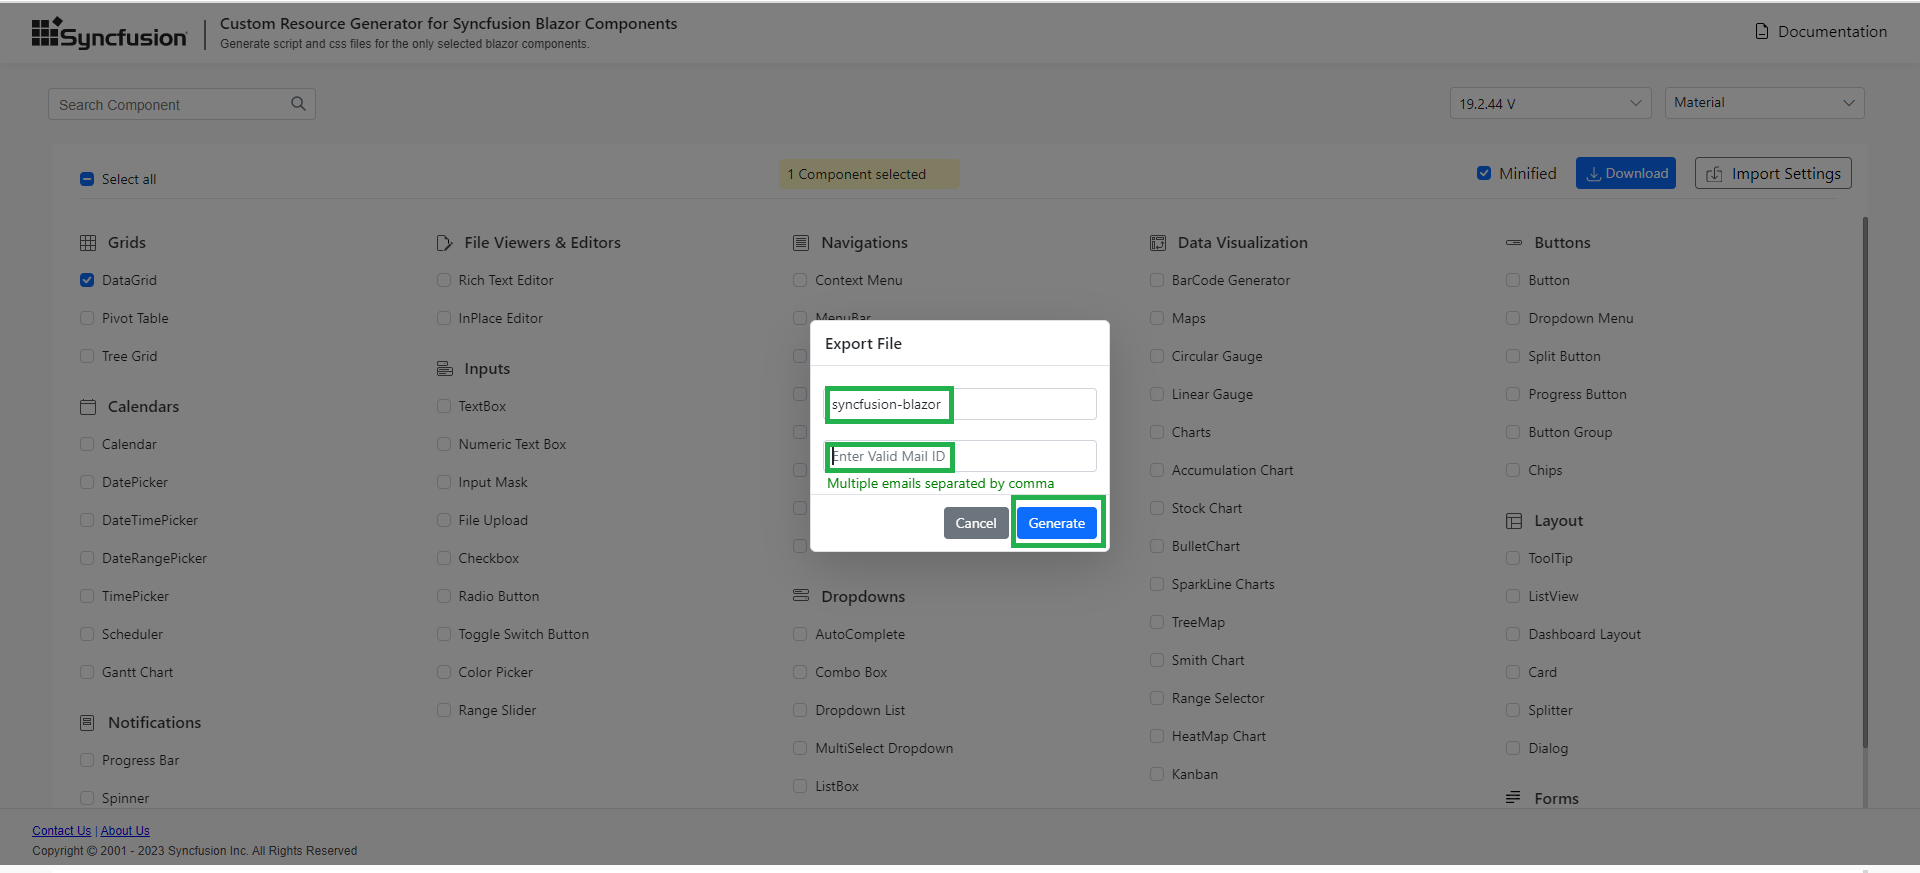 Syncfusion
Custom Resource Generator for Syncfusion Blazor Components
Generate script and css files for the only selected blazor components.
Documentation
Search Component
19.2.44 V
Material
Select all
1 Component selected
Minified
Download
Import Settings
Grids
DataGrid
Pivot Table
Tree Grid
Calendars
Calendar
DatePicker
DateTimePicker
DateRangePicker
TimePicker
Scheduler
Gantt Chart
Notifications
Progress Bar
Spinner
File Viewers & Editors
Rich Text Editor
InPlace Editor
Inputs
TextBox
Numeric Text Box
Input Mask
File Upload
Checkbox
Radio Button
Toggle Switch Button
Color Picker
Range Slider
Navigations
Context Menu
MenuBar
Export File
syncfusion-blazor
Enter Valid Mail ID
Multiple emails separated by comma
Cancel
Generate
Dropdowns
AutoComplete
Combo Box
Dropdown List
MultiSelect Dropdown
ListBox
Data Visualization
BarCode Generator
Maps
Circular Gauge
Linear Gauge
Charts
Accumulation Chart
Stock Chart
BulletChart
SparkLine Charts
TreeMap
Smith Chart
Range Selector
HeatMap Chart
Kanban
Buttons
Button
Dropdown Menu
Split Button
Progress Button
Button Group
Chips
Layout
ToolTip
ListView
Dashboard Layout
Card
Splitter
Dialog
Forms
Contact Us | About Us
Copyright © 2001 - 2023 Syncfusion Inc. All Rights Reserved